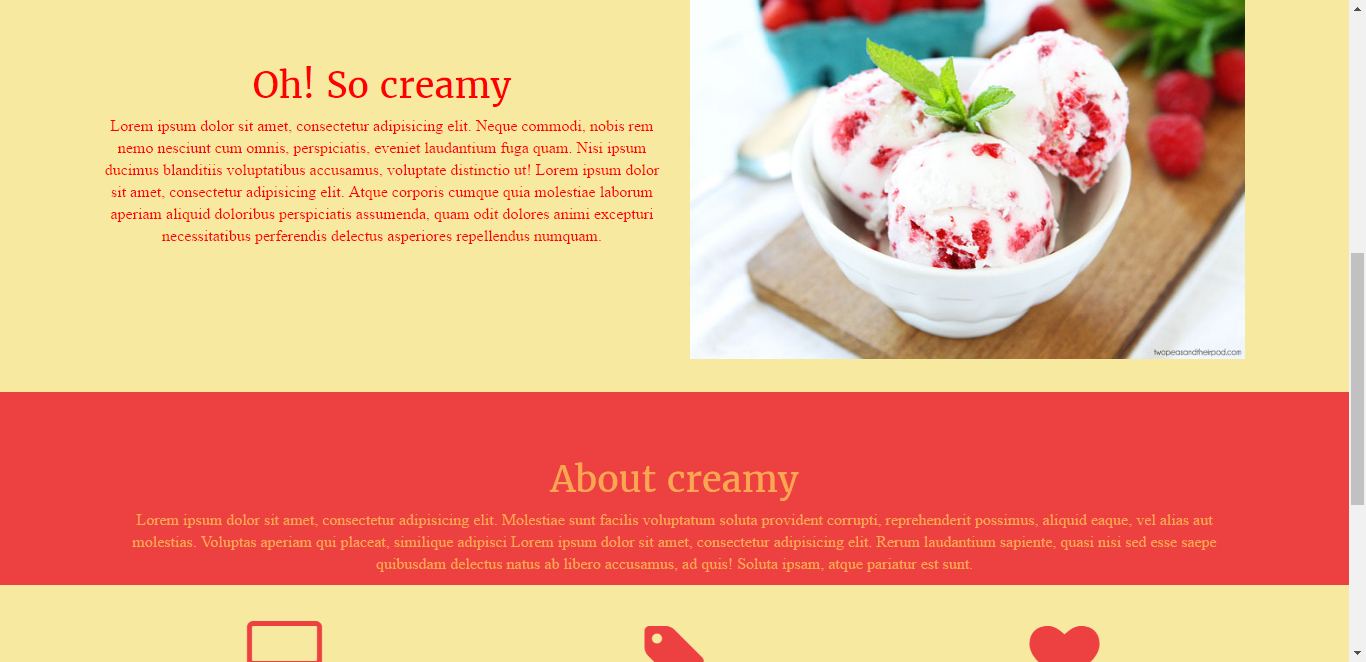 Oh! So creamy
Lorem ipsum dolor sit amet, consectetur adipisicing elit. Neque commodi, nobis rem
nemo nesciunt cum omnis, perspiciatis, eveniet laudantium fuga quam. Nisi ipsum
ducimus blanditiis voluptatibus accusamus, voluptate distinctio ut! Lorem ipsum dolor
sit amet, consectetur adipisicing elit. Atque corporis cumque quia molestiae laborum
aperiam aliquid doloribus perspiciatis assumenda, quam odit dolores animi excepturi
necessitatibus perferendis delectus asperiores repellendus numquam.
twopeasandtheirpod.com
About creamy
Lorem ipsum dolor sit amet, consectetur adipisicing elit. Molestiae sunt facilis voluptatum soluta provident corrupti, reprehenderit possimus, aliquid eaque, vel alias aut
molestias. Voluptas aperiam qui placeat, similique adipisci Lorem ipsum dolor sit amet, consectetur adipisicing elit. Rerum laudantium sapiente, quasi nisi sed esse saepe
quibusdam delectus natus ab libero accusamus, ad quis! Soluta ipsam, atque pariatur est sunt.